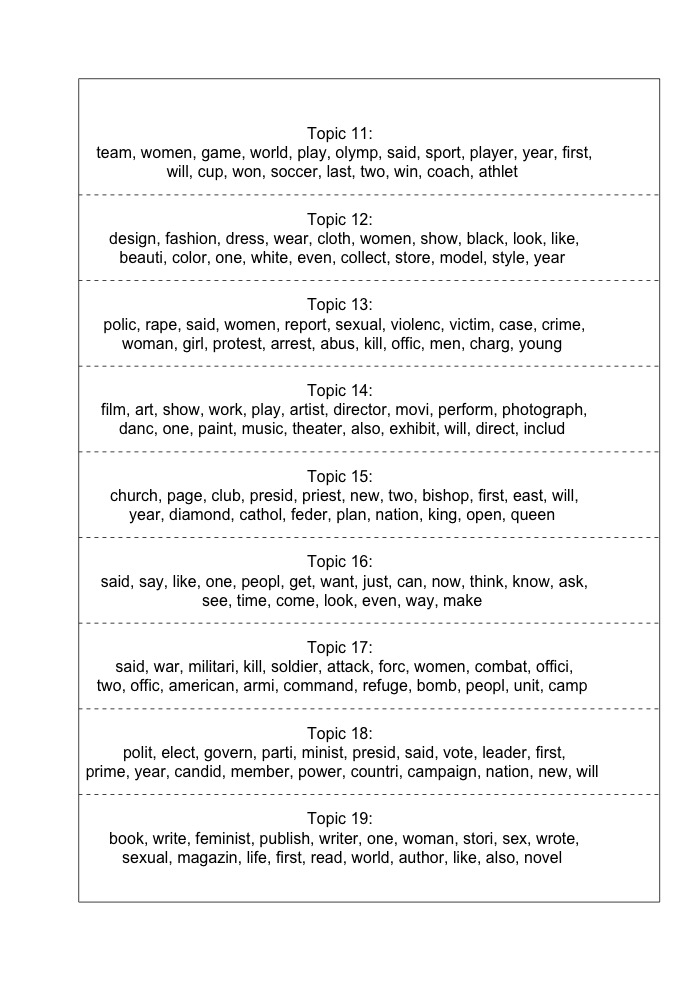 Topic 11:
team, women, game, world, play, olymp, said, sport, player, year, first,
will, cup, won, soccer, last, two, win, coach, athlet
Topic 12:
design, fashion, dress, wear, cloth, women, show, black, look, like,
beauti, color, one, white, even, collect, store, model, style, year
Topic 13:
polic, rape, said, women, report, sexual, violenc, victim, case, crime,
woman, girl, protest, arrest, abus, kill, offic, men, charg, young
Topic 14:
film, art, show, work, play, artist, director, movi, perform, photograph,
danc, one, paint, music, theater, also, exhibit, will, direct, includ
Topic 15:
church, page, club, presid, priest, new, two, bishop, first, east, will,
year, diamond, cathol, feder, plan, nation, king, open, queen
Topic 16:
said, say, like, one, peopl, get, want, just, can, now, think, know, ask,
see, time, come, look, even, way, make
Topic 17:
said, war, militari, kill, soldier, attack, forc, women, combat, offici,
two, offic, american, armi, command, refuge, bomb, peopl, unit, camp
Topic 18:
polit, elect, govern, parti, minist, presid, said, vote, leader, first,
prime, year, candid, member, power, countri, campaign, nation, new, will
Topic 19:
book, write, feminist, publish, writer, one, woman, stori, sex, wrote,
sexual, magazin, life, first, read, world, author, like, also, novel